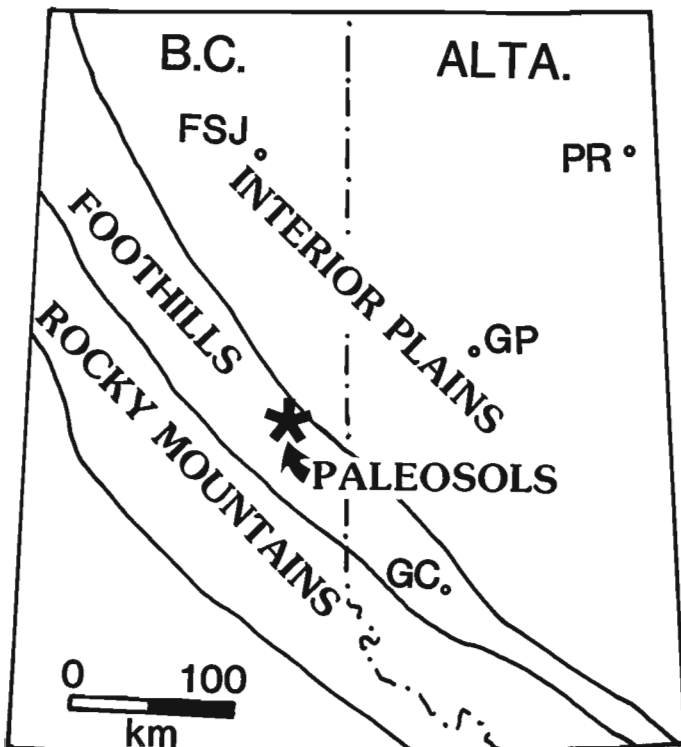 B.C.
ALTA.
FSJ
PR
INTERIOR PLAINS
FOOTHILLS
GP
ROCKY MOUNTAINS
PALEOSOLS
GC
0 100
km